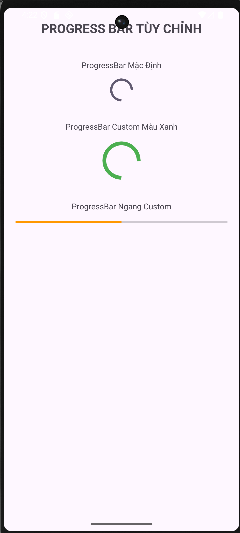 PROGRESS BAR TÙY CHỈNH
ProgressBar Mặc Định
ProgressBar Custom Màu Xanh
ProgressBar Ngang Custom